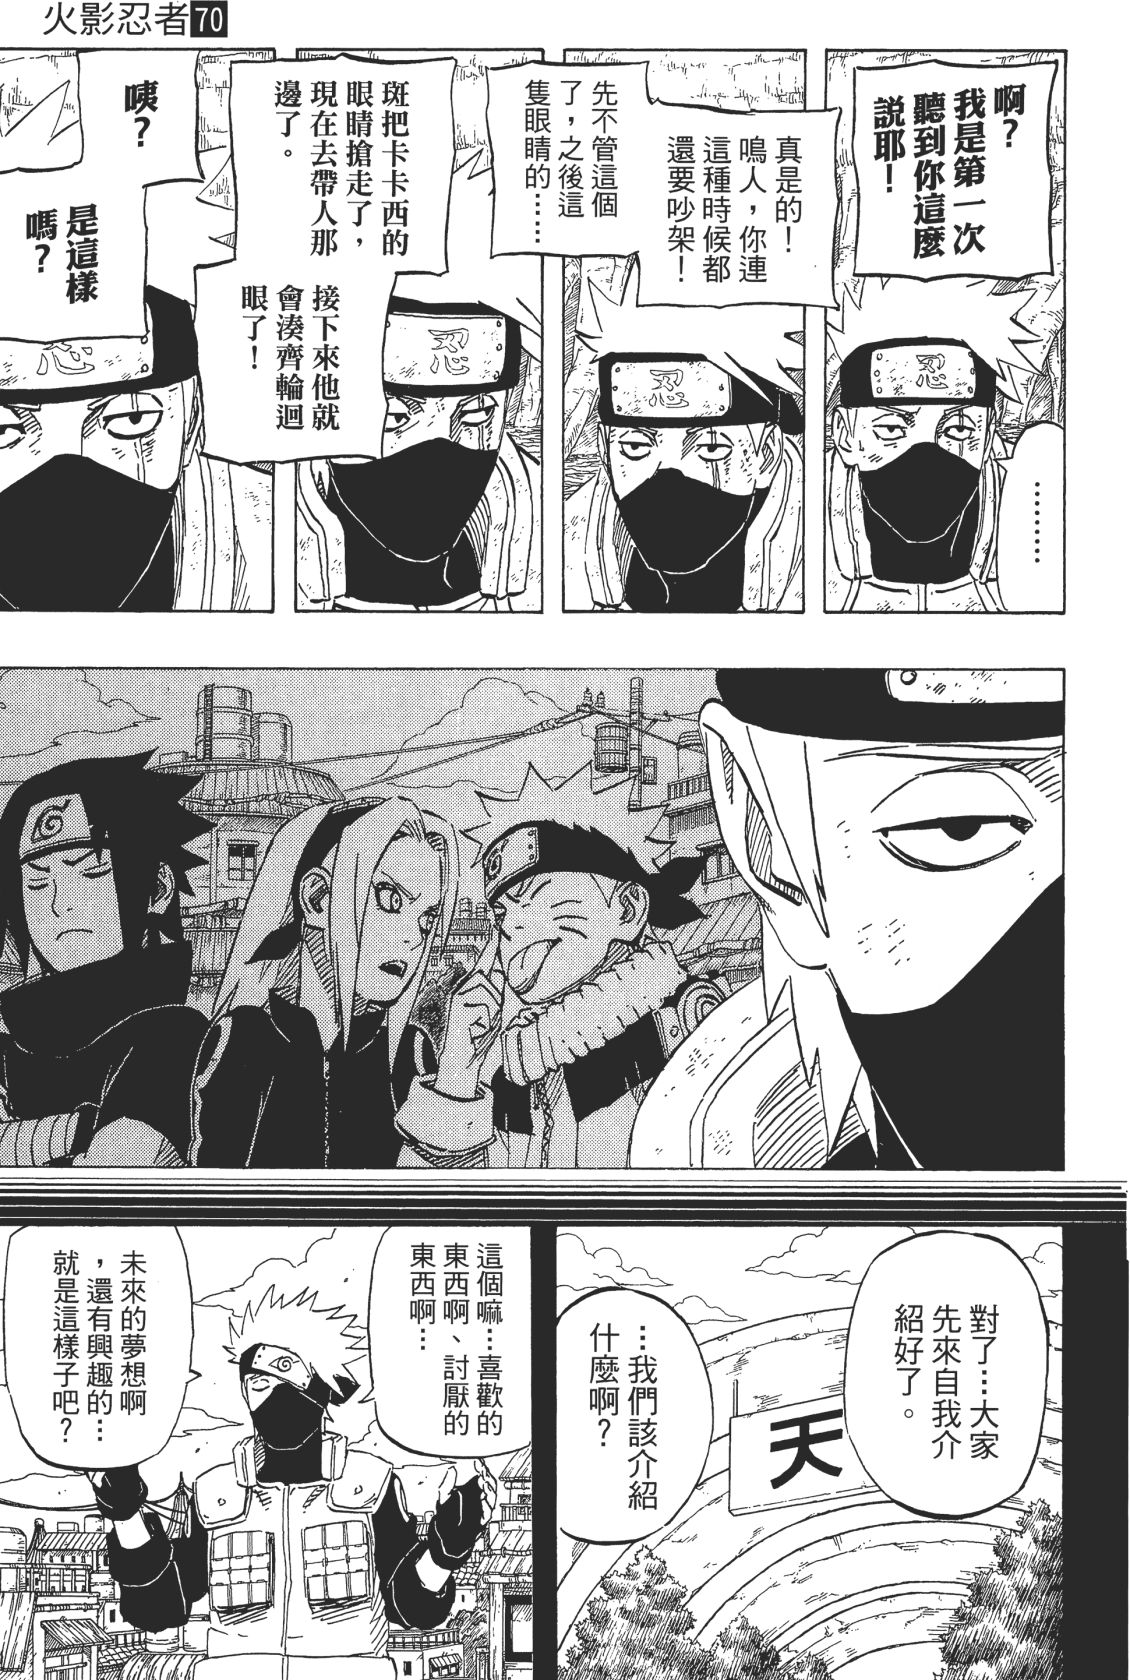 火影忍者70
啊？
我是第一次
聽到你這麼
說耶！
………
真是的！
鳴人，你連
這種時候都
還要吵架！
先不管這個
了，之後這
隻眼睛的……
斑把卡卡西的
眼睛搶走了，
現在去帶人那
邊了。
接下來他就
會湊齊輪迴
眼了！
咦？
是這樣
嗎？
忍
忍
忍
忍
對了…大家
先來自我介
紹好了。
天
…我們該介紹
什麼啊？
這個嘛…喜歡的
東西啊、討厭的
東西啊…
未來的夢想啊
，還有興趣的…
就是這樣子吧？